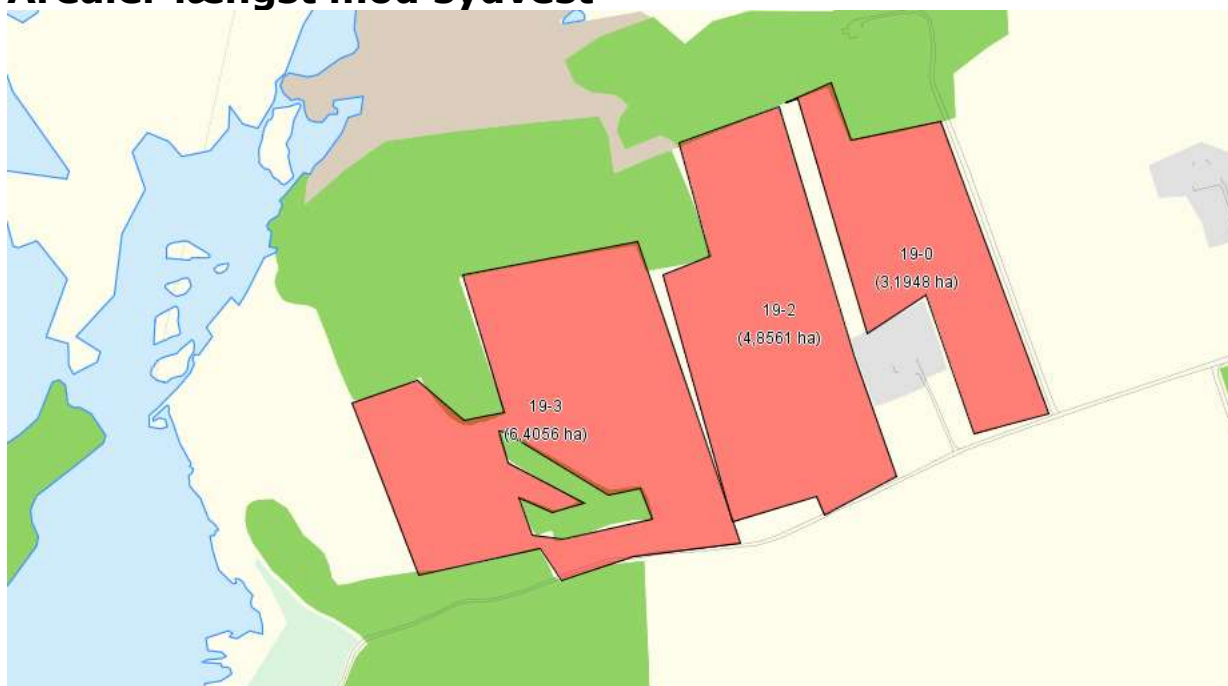 Arealer længst mod sydvest
19-0
(3,1948 ha)
19-2
(4,8561 ha)
19-3
(6,4056 ha)